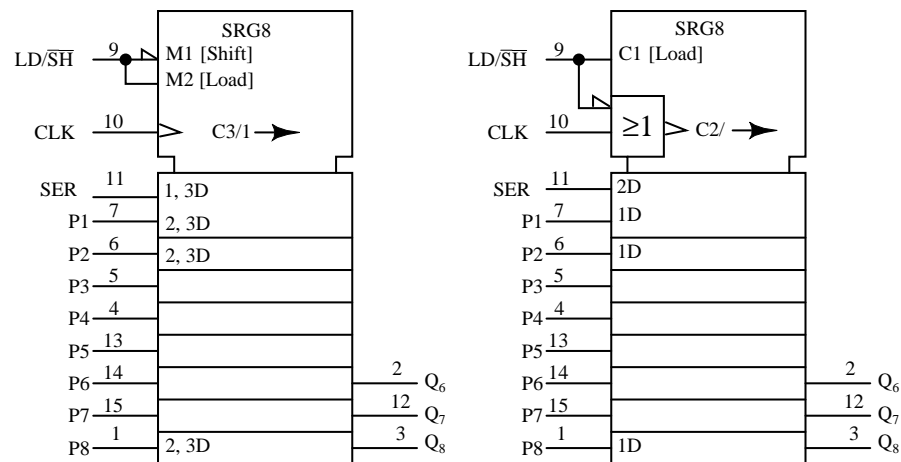 SRG8
LD/SH 9 M1 [Shift]
M2 [Load]
CLK 10 C3/1
SER 11 1, 3D
P1 7 2, 3D
P2 6 2, 3D
P3 5
P4 4
P5 13
P6 14 2 Q6
P7 15 12 Q7
P8 1 2, 3D 3 Q8
SRG8
LD/SH 9 C1 [Load]
CLK 10 ≥1 C2/
SER 11 2D
P1 7 1D
P2 6 1D
P3 5
P4 4
P5 13
P6 14 2 Q6
P7 15 12 Q7
P8 1 1D 3 Q8